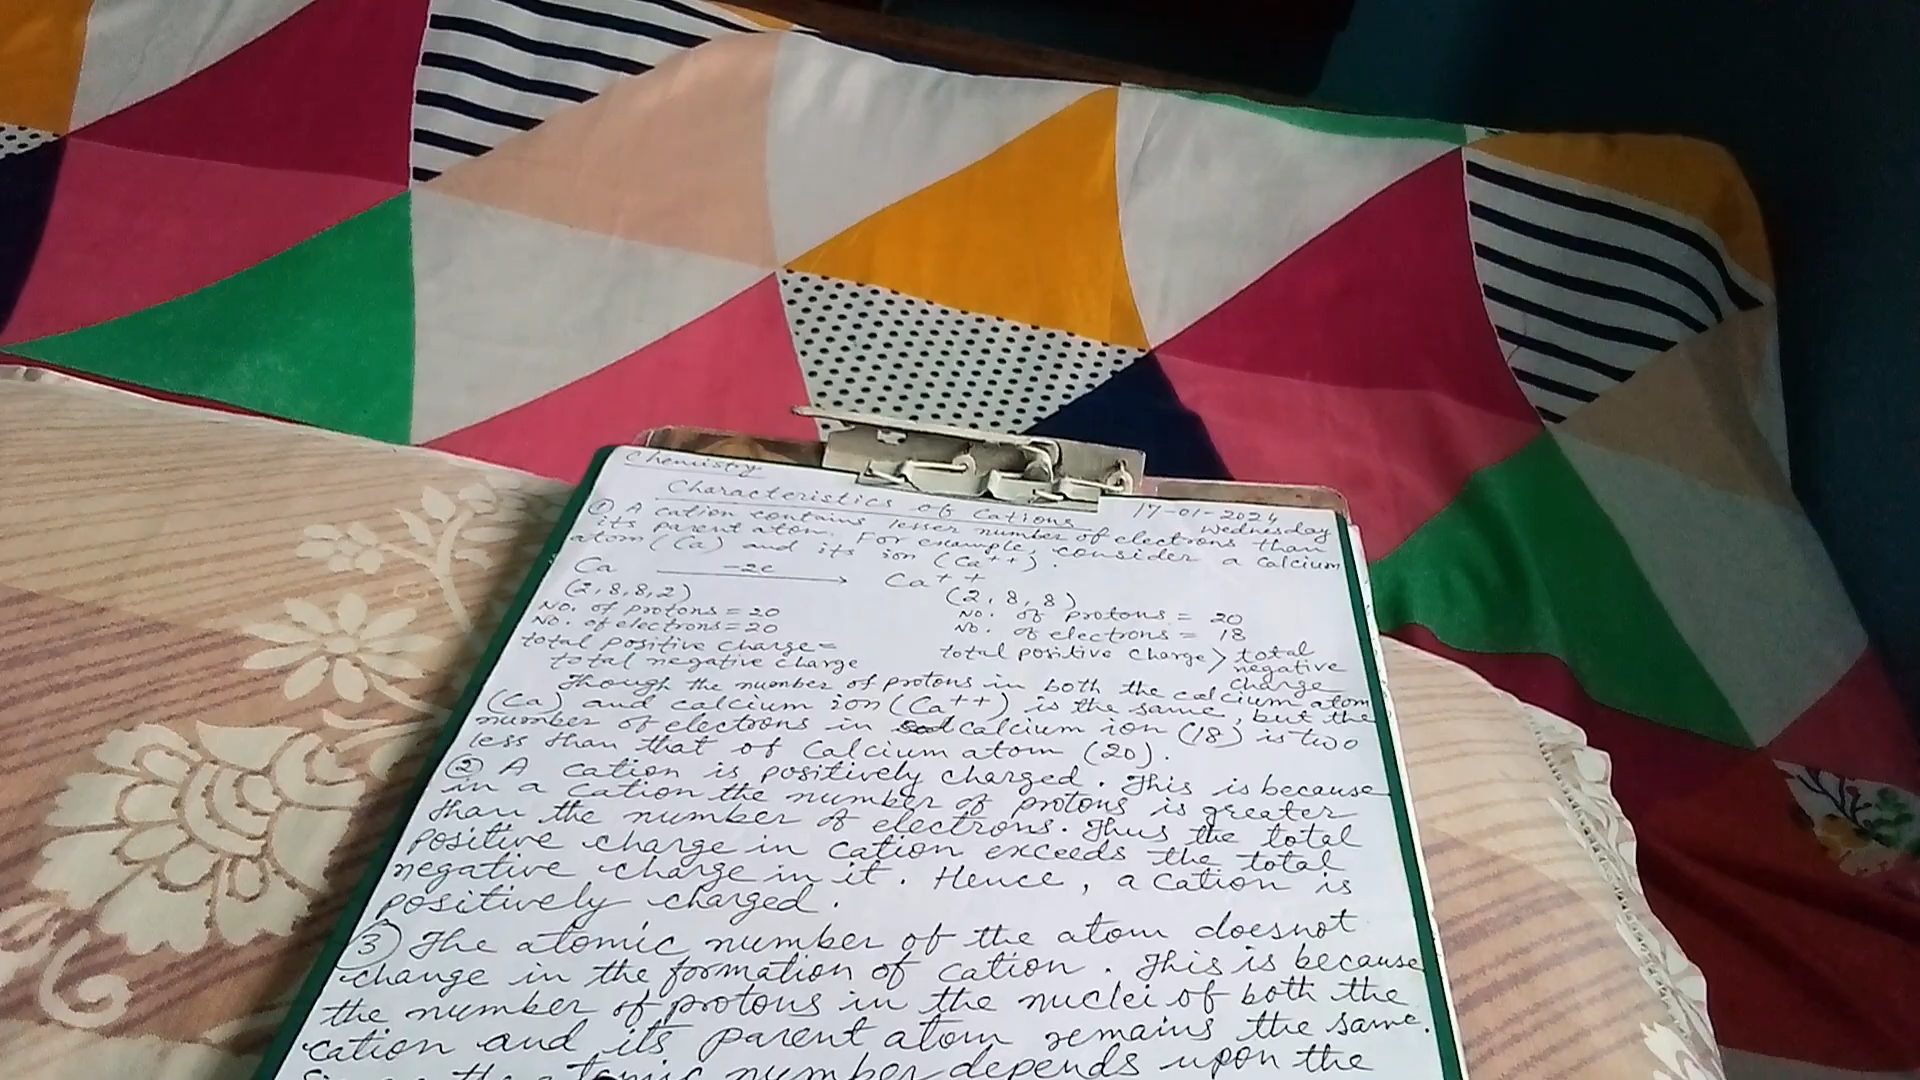 Chemistry
Characteristics of Cations 17-01-2024
Wednesday
① A cation contains lesser number of electrons than
its parent atom. For example, consider a calcium
atom (Ca) and its ion (Ca++).
Ca -2e → Ca++
(2,8,8,2) (2,8,8)
No. of protons = 20 No. of protons = 20
No. of electrons = 20 No. of electrons = 18
total positive charge = total positive charge > total
total negative charge negative
charge
Though the number of protons in both the calcium atom
(Ca) and calcium ion (Ca++) is the same, but the
number of electrons in calcium ion (18) is two
less than that of calcium atom (20).
② A cation is positively charged. This is because
in a cation the number of protons is greater
than the number of electrons. Thus the total
positive charge in cation exceeds the total
negative charge in it. Hence, a cation is
positively charged.
③ The atomic number of the atom doesnot
change in the formation of cation. This is because
the number of protons in the nuclei of both the
cation and its parent atom remains the same.
the atomic number depends upon the